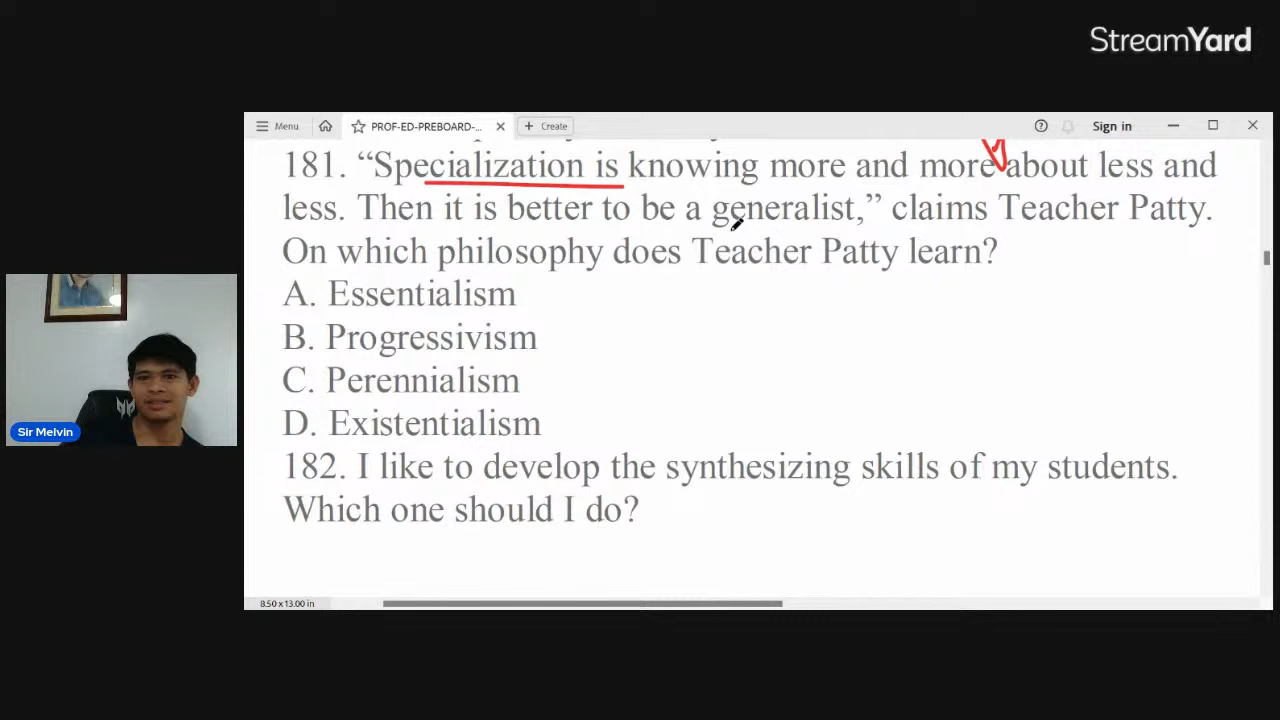 StreamYard
Menu
PROF-ED-PREBOARD-...
Create
Sign in
181. “Specialization is knowing more and more about less and
less. Then it is better to be a generalist,” claims Teacher Patty.
On which philosophy does Teacher Patty learn?
A. Essentialism
B. Progressivism
C. Perennialism
D. Existentialism
182. I like to develop the synthesizing skills of my students.
Which one should I do?
Sir Melvin
8.50 x 13.00 in